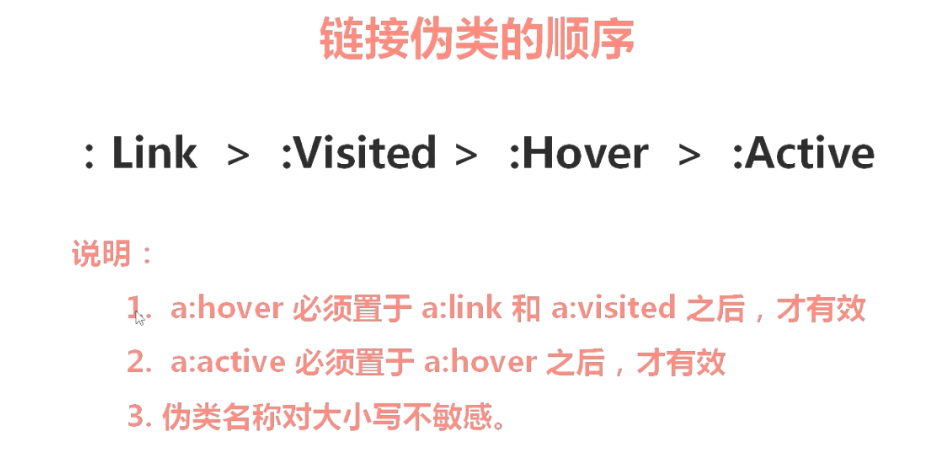 链接伪类的顺序
: Link > :Visited > :Hover > :Active
说明：
1. a:hover 必须置于 a:link 和 a:visited 之后，才有效
2. a:active 必须置于 a:hover 之后，才有效
3. 伪类名称对大小写不敏感。